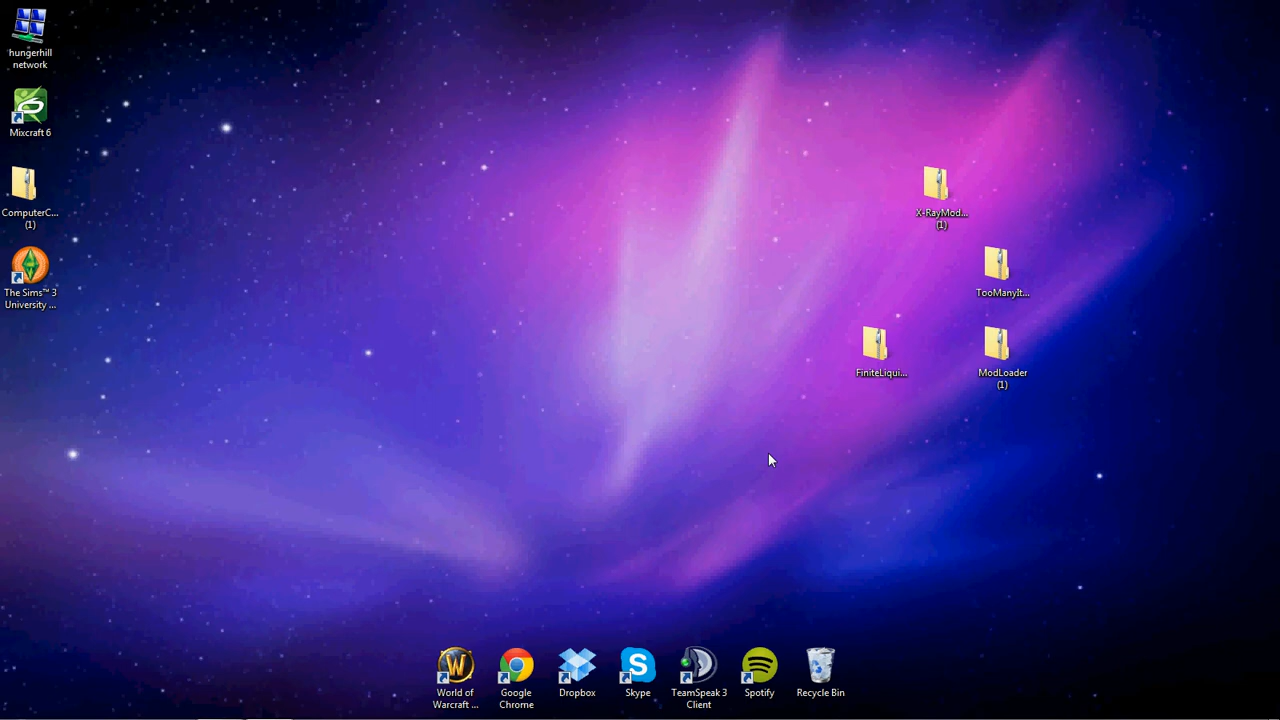 hungerhill
network
Mixcraft 6
ComputerC...
(1)
The Sims™ 3
University ...
X-RayMod...
(1)
TooManyIt...
FiniteLiqui...
ModLoader
(1)
World of
Warcraft ...
Google
Chrome
Dropbox
Skype
TeamSpeak 3
Client
Spotify
Recycle Bin